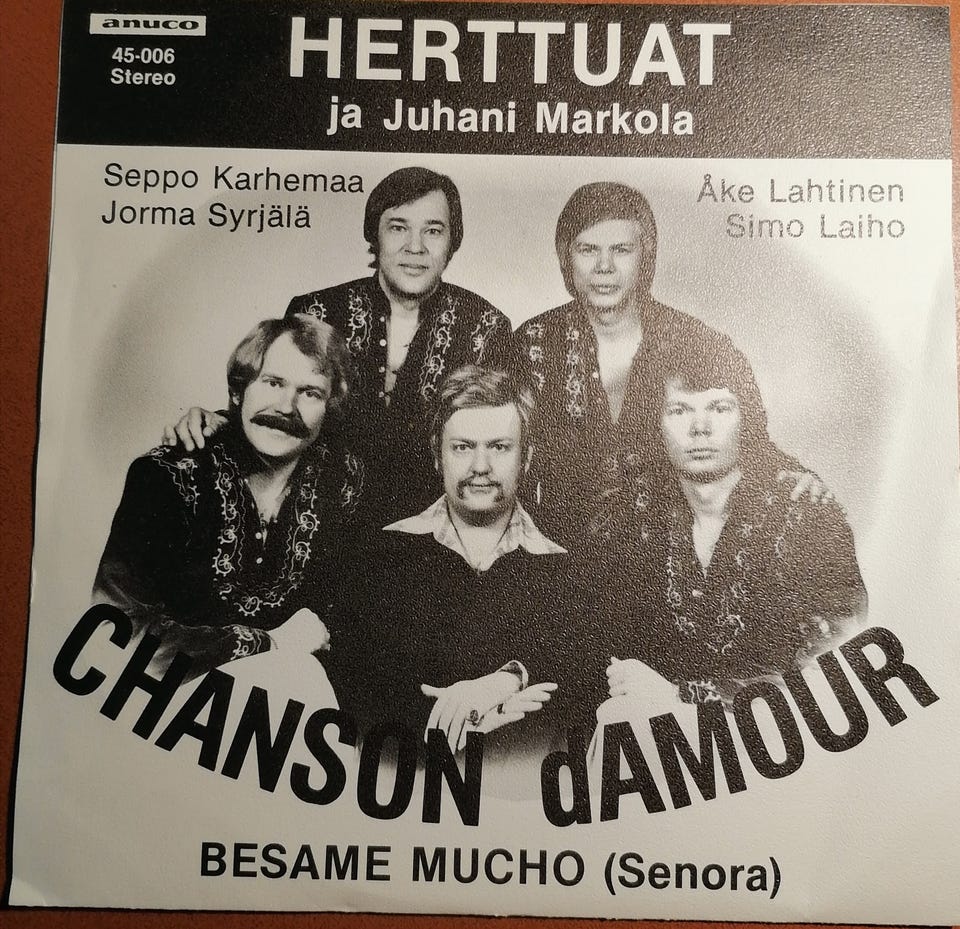 anuco
45-006
Stereo
HERTTUAT
ja Juhani Markola
Seppo Karhemaa
Jorma Syrjälä
Åke Lahtinen
Simo Laiho
CHANSON dAMOUR
BESAME MUCHO (Senora)